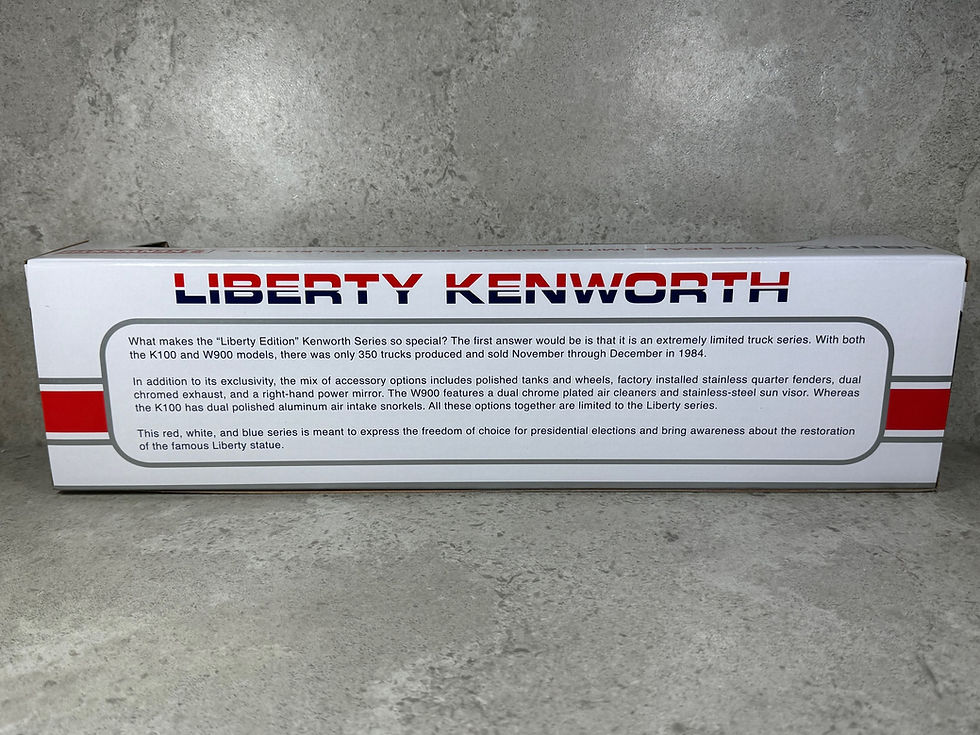 LIBERTY KENWORTH
What makes the “Liberty Edition” Kenworth Series so special? The first answer would be is that it is an extremely limited truck series. With both
the K100 and W900 models, there was only 350 trucks produced and sold November through December in 1984.
In addition to its exclusivity, the mix of accessory options includes polished tanks and wheels, factory installed stainless quarter fenders, dual
chromed exhaust, and a right-hand power mirror. The W900 features a dual chrome plated air cleaners and stainless-steel sun visor. Whereas
the K100 has dual polished aluminum air intake snorkels. All these options together are limited to the Liberty series.
This red, white, and blue series is meant to express the freedom of choice for presidential elections and bring awareness about the restoration
of the famous Liberty statue.